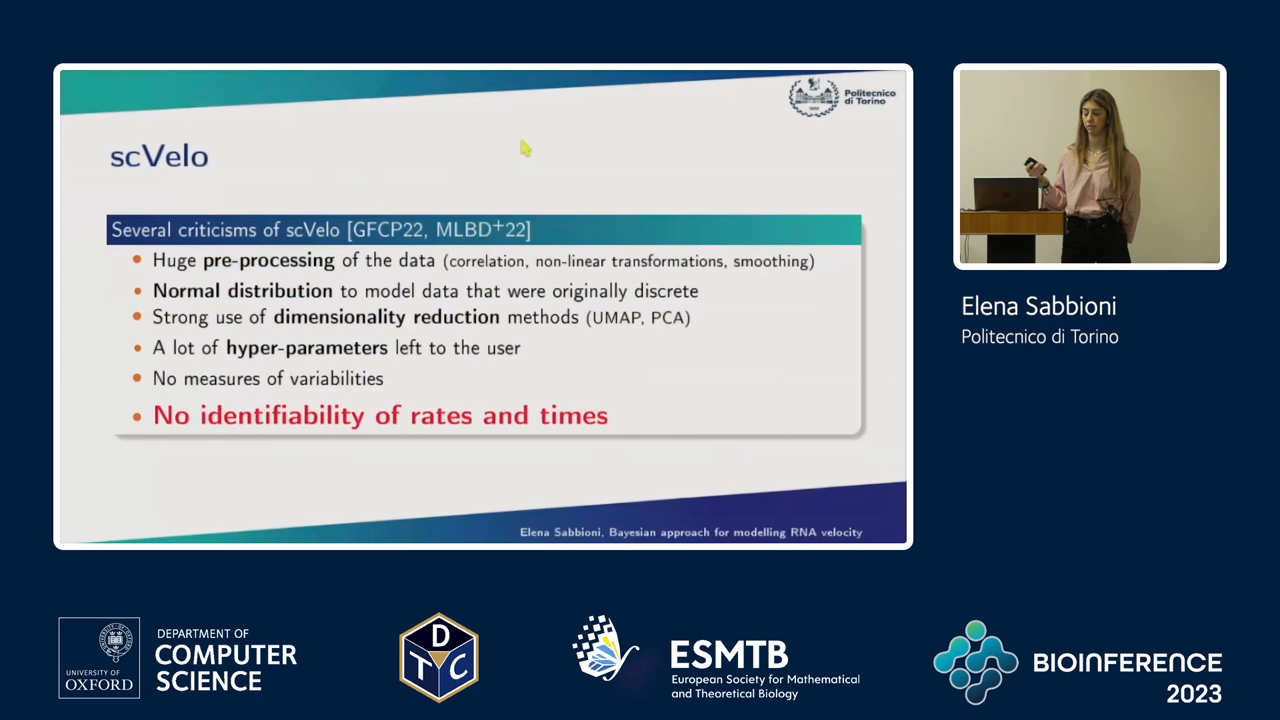 Politecnico
di Torino
scVelo
Several criticisms of scVelo [GFCP22, MLBD+22]
• Huge pre-processing of the data (correlation, non-linear transformations, smoothing)
• Normal distribution to model data that were originally discrete
• Strong use of dimensionality reduction methods (UMAP, PCA)
• A lot of hyper-parameters left to the user
• No measures of variabilities
• No identifiability of rates and times
Elena Sabbioni, Bayesian approach for modelling RNA velocity
Elena Sabbioni
Politecnico di Torino
UNIVERSITY OF
OXFORD
DEPARTMENT OF
COMPUTER
SCIENCE
D
T C
ESMTB
European Society for Mathematical
and Theoretical Biology
BIOINFERENCE
2023